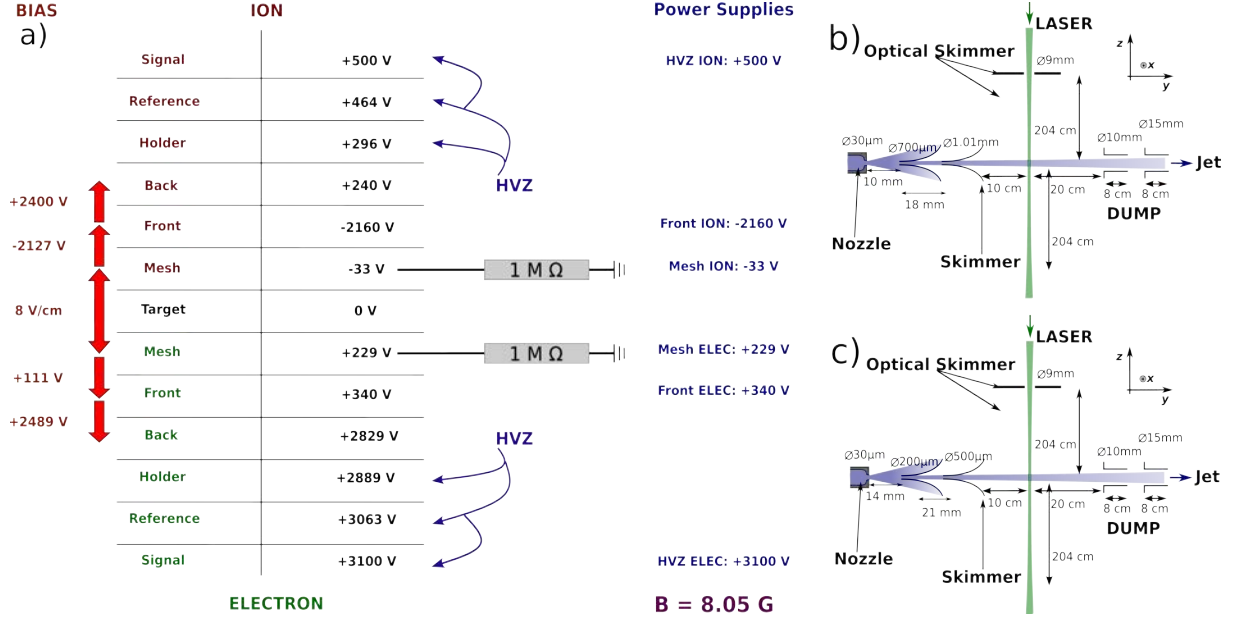 BIAS
ION
Power Supplies
a)
Signal +500 V
HVZ ION: +500 V
Reference +464 V
Holder +296 V
HVZ
Back +240 V
+2400 V
Front -2160 V
Front ION: -2160 V
-2127 V
Mesh -33 V
1 M Ω
Mesh ION: -33 V
8 V/cm
Target 0 V
Mesh +229 V
1 M Ω
Mesh ELEC: +229 V
+111 V
Front +340 V
Front ELEC: +340 V
+2489 V
Back +2829 V
HVZ
Holder +2889 V
Reference +3063 V
Signal +3100 V
HVZ ELEC: +3100 V
ELECTRON
B = 8.05 G
b)
LASER
Optical Skimmer
Ø9mm
z
x
y
204 cm
Ø15mm
Ø10mm
Ø30µm
Ø700µm
Ø1.01mm
Jet
10 mm
10 cm
20 cm
8 cm
8 cm
18 mm
DUMP
Nozzle
Skimmer
204 cm
c)
LASER
Optical Skimmer
Ø9mm
z
x
y
204 cm
Ø15mm
Ø10mm
Ø30µm
Ø200µm
Ø500µm
Jet
14 mm
10 cm
20 cm
8 cm
8 cm
21 mm
DUMP
Nozzle
Skimmer
204 cm